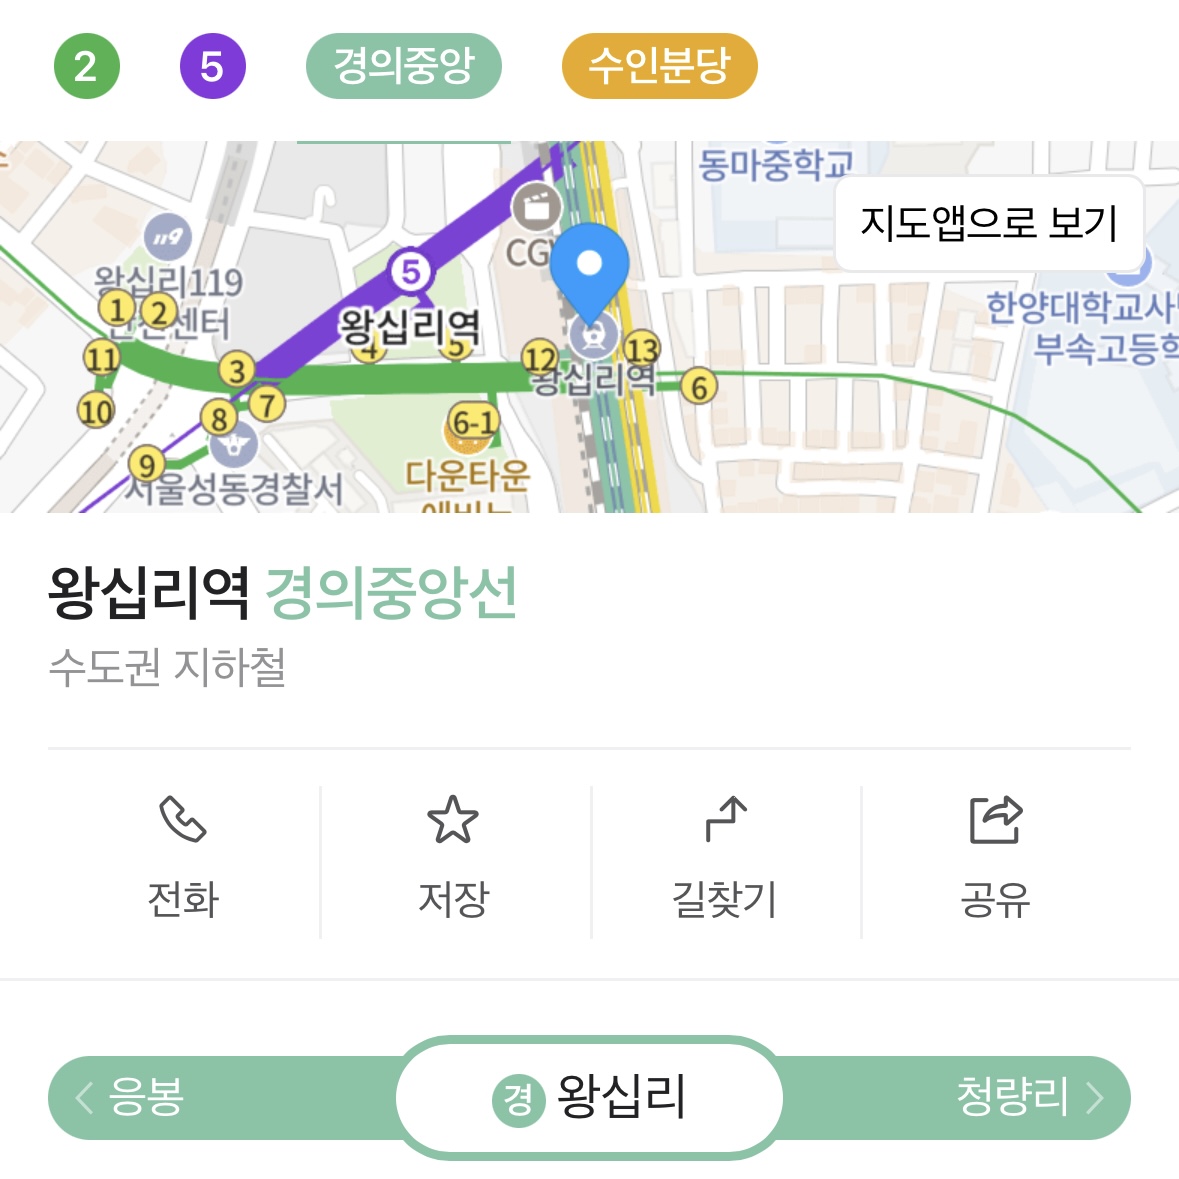 2 5 경의중앙 수인분당
동마중학교
지도앱으로 보기
119
CGV
5
왕십리119
안전센터
1 2
왕십리역
한양대학교사
부속고등학
4 5
11 3 12 13
왕십리역
6
10 8 7
6-1
9
서울성동경찰서
다운타운
에비뉴
왕십리역 경의중앙선
수도권 지하철
전화 저장 길찾기 공유
응봉 경 왕십리 청량리